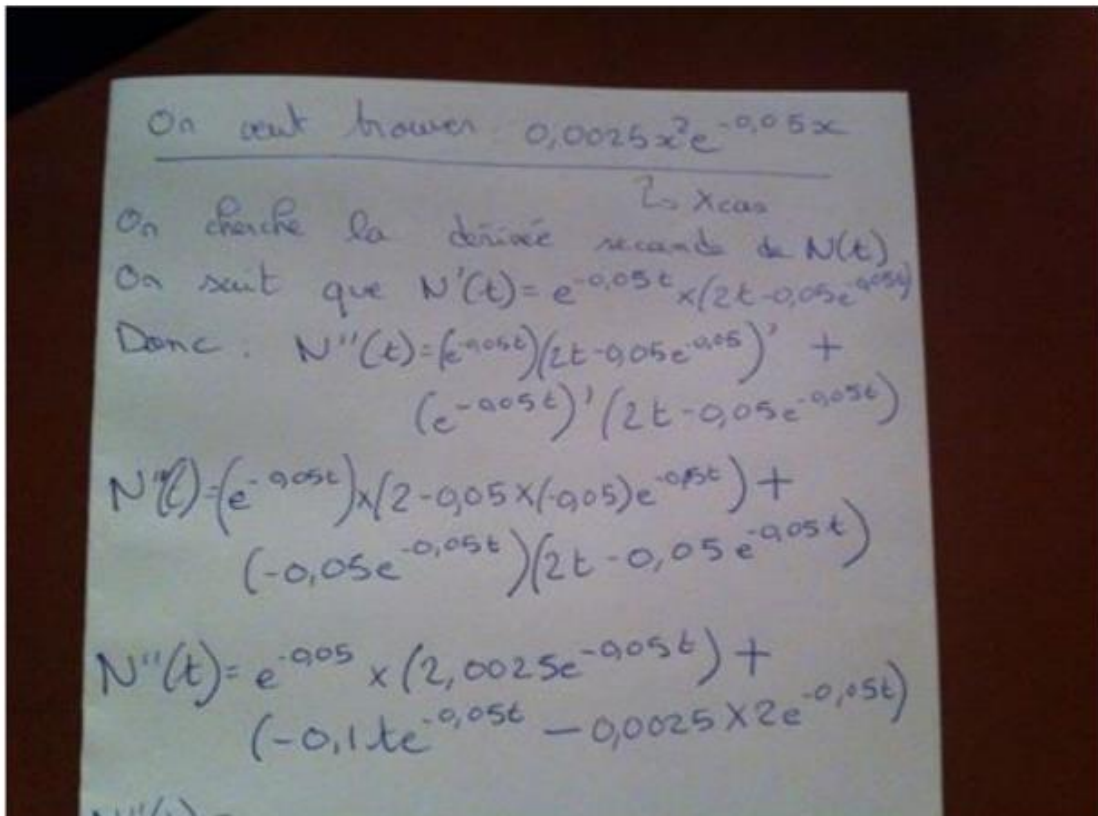 On veut trouver 0,0025x²e^-0,05x
↳ Xcas
On cherche la dérivée seconde de N(t)
On sait que N'(t) = e^-0,05t × (2t - 0,05e^-0,05t)
Donc : N''(t) = (e^-0,05t)(2t - 0,05e^-0,05)' +
(e^-0,05t)' (2t - 0,05e^-0,05t)
N''(t) = (e^-0,05t) × (2 - 0,05 × (-0,05)e^-0,05t) +
(-0,05e^-0,05t)(2t - 0,05e^-0,05t)
N''(t) = e^-0,05 × (2,0025e^-0,05t) +
(-0,1te^-0,05t - 0,0025 × 2e^-0,05t)